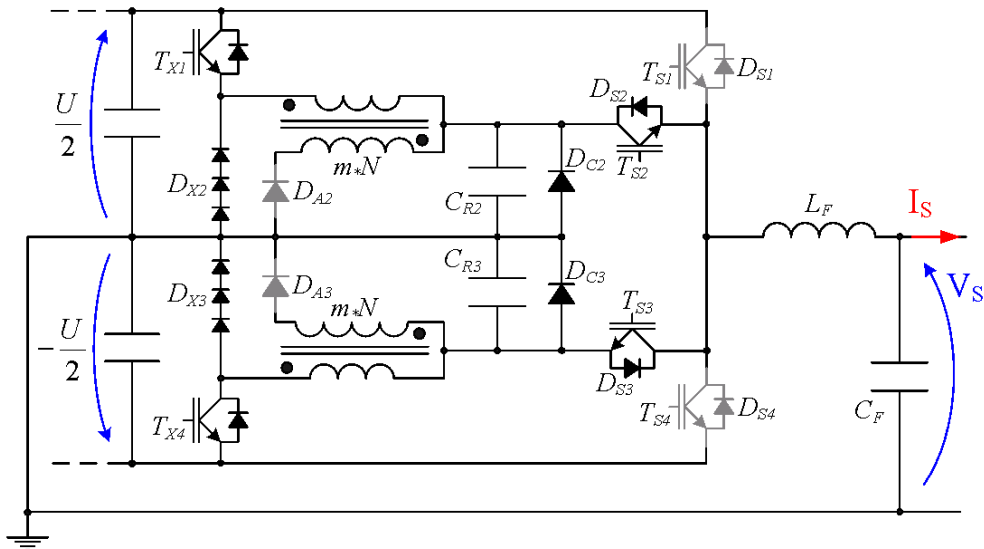 T_X1
D_S1
T_S1
D_S2
U/2
m*N
T_S2
D_C2
D_X2
D_A2
C_R2
L_F
I_S
C_R3
D_C3
D_X3
D_A3
T_S3
V_S
m*N
-U/2
D_S3
T_X4
T_S4
D_S4
C_F